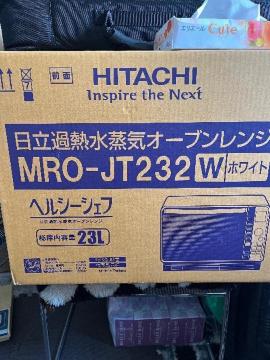 エリエール Cute
前面
HITACHI
Inspire the Next
日立過熱水蒸気オーブンレンジ
MRO-JT232 W ホワイト
ヘルシーシェフ
総庫内容量 23L